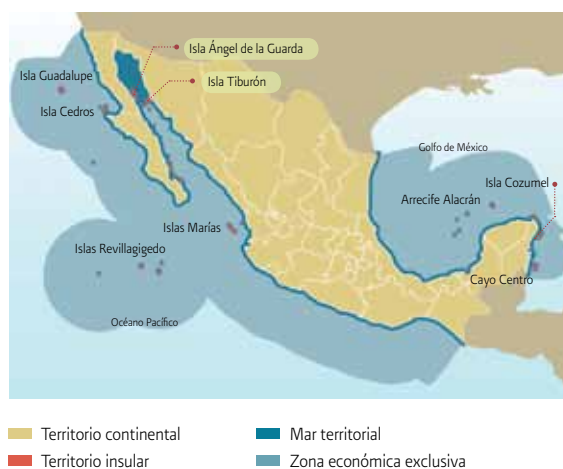 Isla Ángel de la Guarda
Isla Guadalupe
Isla Tiburón
Isla Cedros
Golfo de México
Isla Cozumel
Arrecife Alacrán
Islas Marías
Islas Revillagigedo
Cayo Centro
Océano Pacífico
Territorio continental
Mar territorial
Territorio insular
Zona económica exclusiva